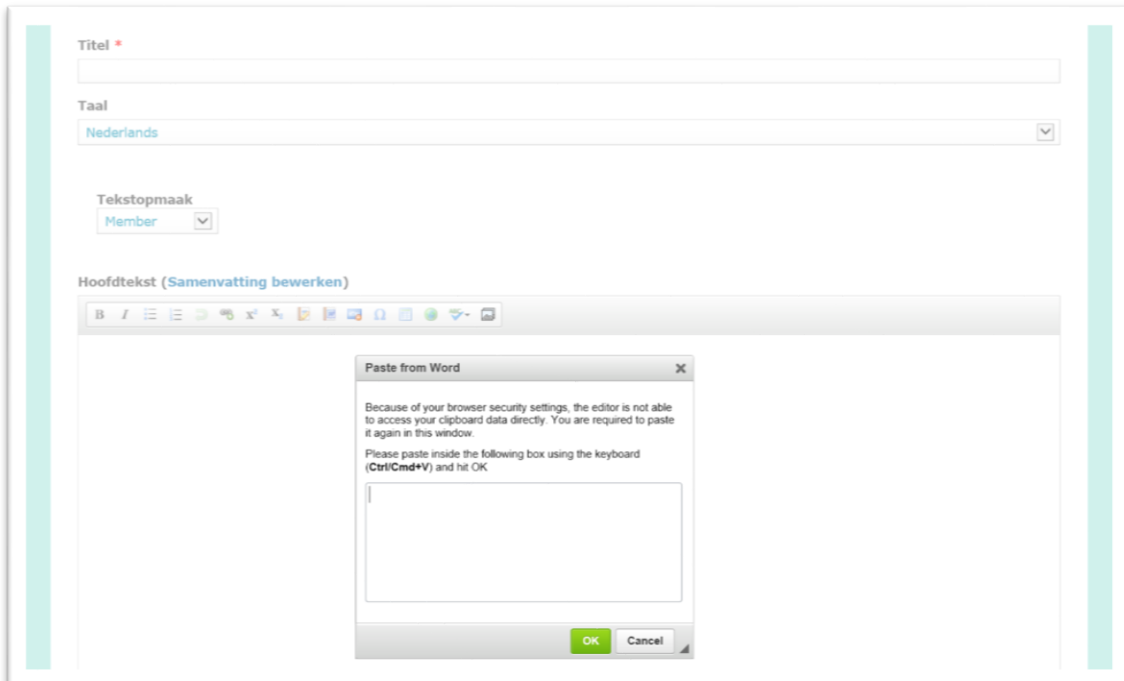 Titel *
Taal
Nederlands
Tekstopmaak
Member
Hoofdtekst (Samenvatting bewerken)
B I x² Xₑ Ω
Paste from Word
Because of your browser security settings, the editor is not able
to access your clipboard data directly. You are required to paste
it again in this window.
Please paste inside the following box using the keyboard
(Ctrl/Cmd+V) and hit OK
OK Cancel